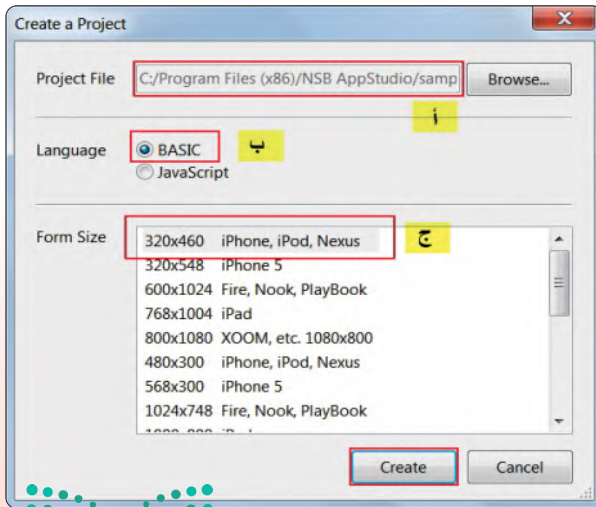 Create a Project
Project File C:/Program Files (x86)/NSB AppStudio/samp Browse...
أ
Language BASIC ب
JavaScript
Form Size 320x460 iPhone, iPod, Nexus ج
320x548 iPhone 5
600x1024 Fire, Nook, PlayBook
768x1004 iPad
800x1080 XOOM, etc. 1080x800
480x300 iPhone, iPod, Nexus
568x300 iPhone 5
1024x748 Fire, Nook, PlayBook
Create Cancel